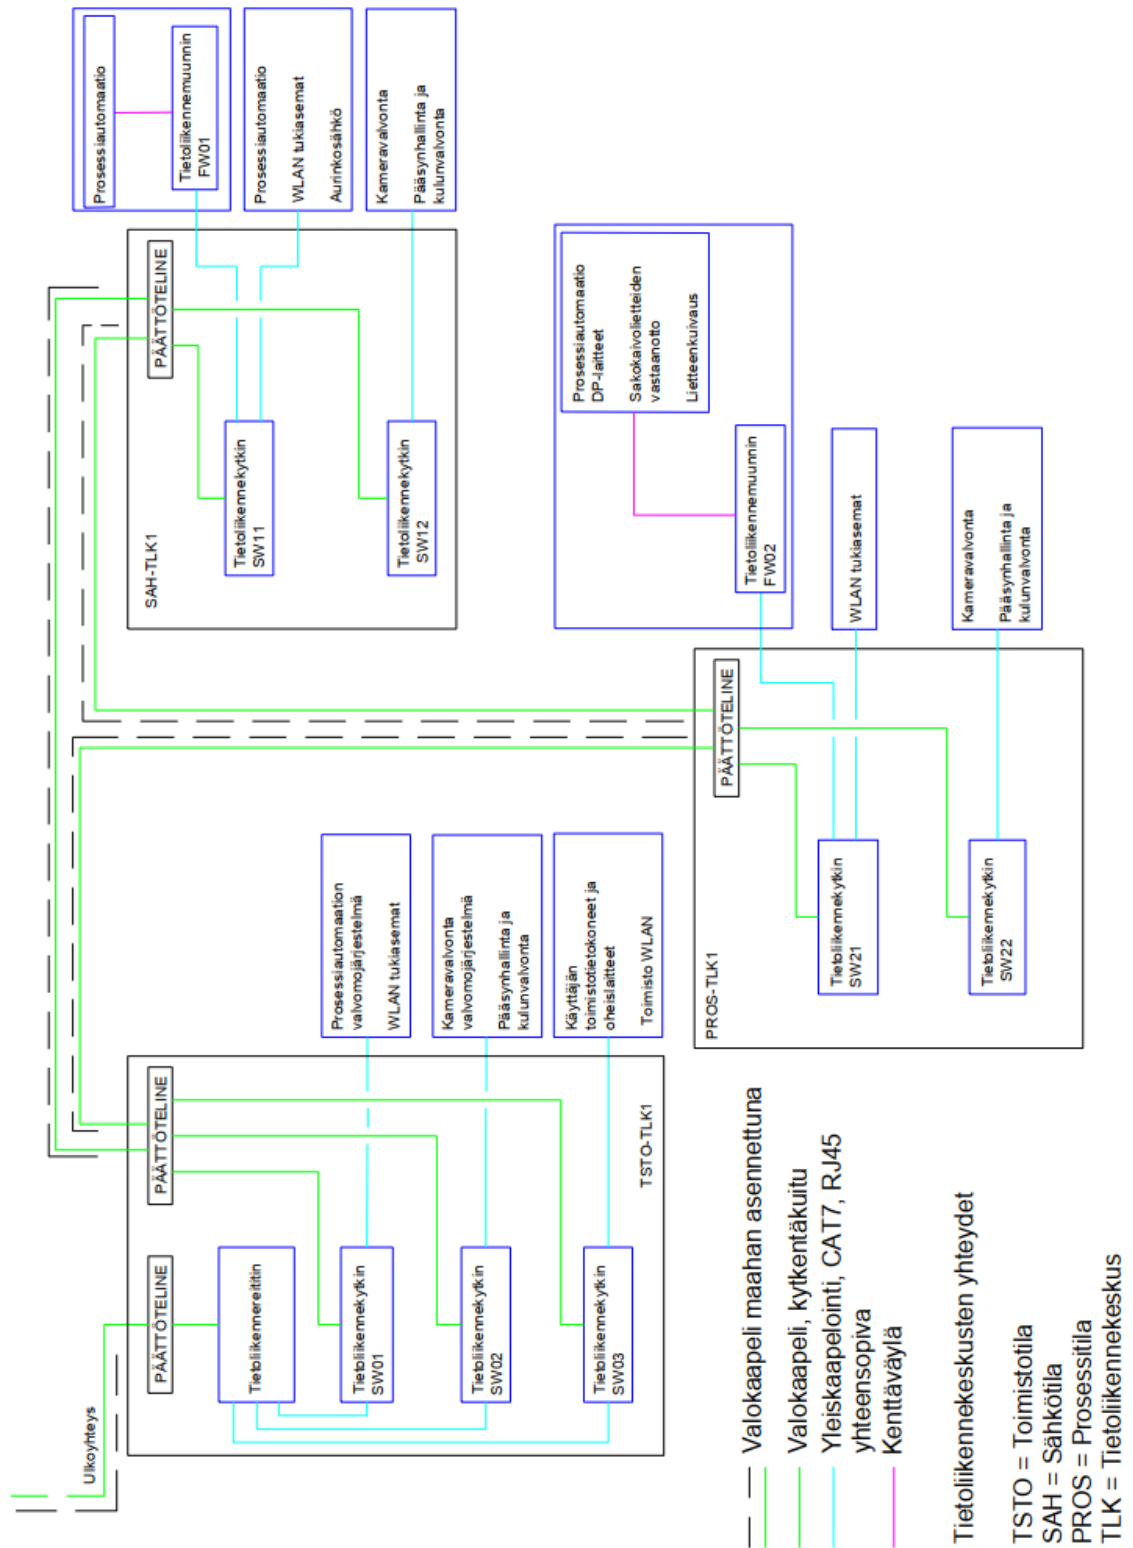 Ulkoyhteys
PÄÄTTÖTELINE
PÄÄTTÖTELINE
Tietoliikennereititin
Tietoliikennekytkin
SW01
Tietoliikennekytkin
SW02
Tietoliikennekytkin
SW03
TSTO-TLK1
Prosessiautomaation
valvomojärjestelmä
WLAN tukiasemat
Kameravalvonta
valvomojärjestelmä
Pääsynhallinta ja
kulunvalvonta
Käyttäjän
toimistotietokoneet ja
oheislaitteet
Toimisto WLAN
SAH-TLK1
PÄÄTTÖTELINE
Tietoliikennekytkin
SW11
Tietoliikennekytkin
SW12
Prosessiautomaatio
Tietoliikennemuunnin
FW01
Prosessiautomaatio
WLAN tukiasemat
Aurinkosähkö
Kameravalvonta
Pääsynhallinta ja
kulunvalvonta
PROS-TLK1
PÄÄTTÖTELINE
Tietoliikennekytkin
SW21
Tietoliikennekytkin
SW22
Prosessiautomaatio
DP-laitteet
Sakokaivolietteiden
vastaanotto
Lietteenkuivaus
Tietoliikennemuunnin
FW02
WLAN tukiasemat
Kameravalvonta
Pääsynhallinta ja
kulunvalvonta
Valokaapeli maahan asennettuna
Valokaapeli, kytkentäkuitu
Yleiskaapelointi, CAT7, RJ45
yhteensopiva
Kenttäväylä
Tietoliikennekeskusten yhteydet
TSTO = Toimistotila
SAH = Sähkötila
PROS = Prosessitila
TLK = Tietoliikennekeskus